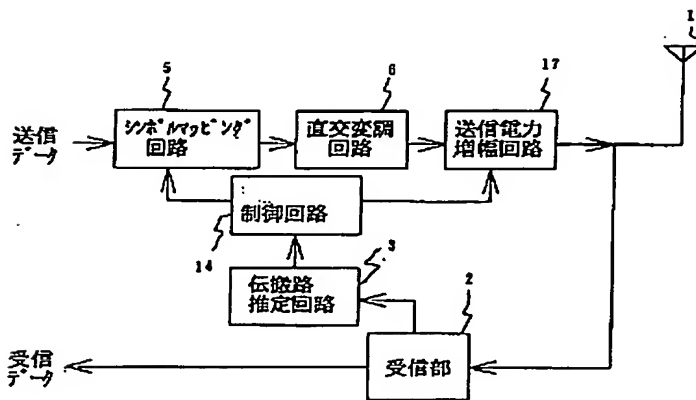 1
5
6
17
送信
データ
シンボルマッピング
回路
直交変調
回路
送信電力
増幅回路
制御回路
14
3
伝搬路
推定回路
2
受信
データ
受信部